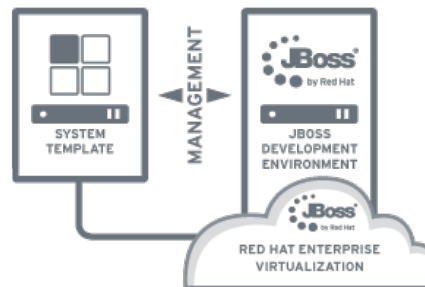 SYSTEM
TEMPLATE
MANAGEMENT
JBoss®
by Red Hat
JBOSS
DEVELOPMENT
ENVIRONMENT
JBoss®
by Red Hat
RED HAT ENTERPRISE
VIRTUALIZATION